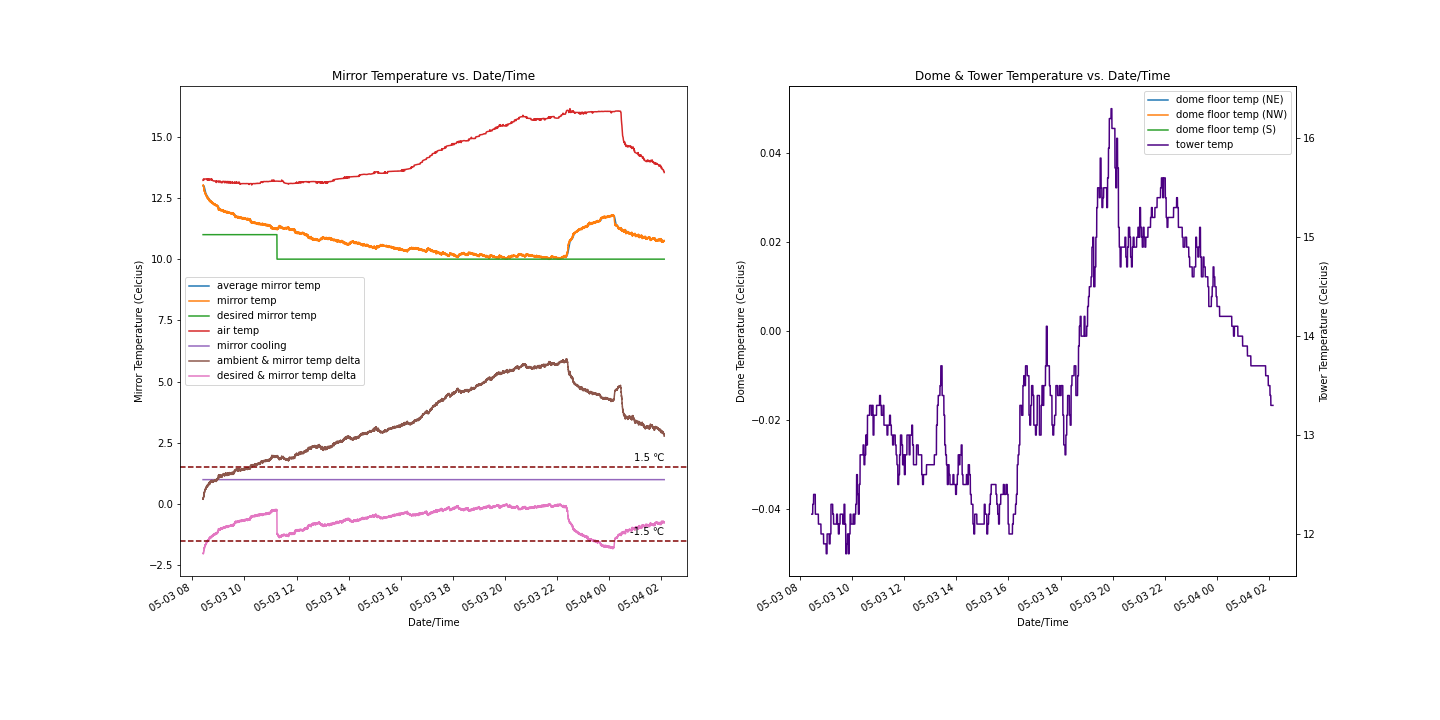 Mirror Temperature vs. Date/Time
Mirror Temperature (Celcius)
15.0
12.5
10.0
7.5
5.0
2.5
0.0
−2.5
average mirror temp
mirror temp
desired mirror temp
air temp
mirror cooling
ambient & mirror temp delta
desired & mirror temp delta
1.5 °C
-1.5 °C
05-03 08
05-03 10
05-03 12
05-03 14
05-03 16
05-03 18
05-03 20
05-03 22
05-04 00
05-04 02
Date/Time
Dome & Tower Temperature vs. Date/Time
Dome Temperature (Celcius)
0.04
0.02
0.00
−0.02
−0.04
dome floor temp (NE)
dome floor temp (NW)
dome floor temp (S)
tower temp
16
15
14
13
12
Tower Temperature (Celcius)
05-03 08
05-03 10
05-03 12
05-03 14
05-03 16
05-03 18
05-03 20
05-03 22
05-04 00
05-04 02
Date/Time